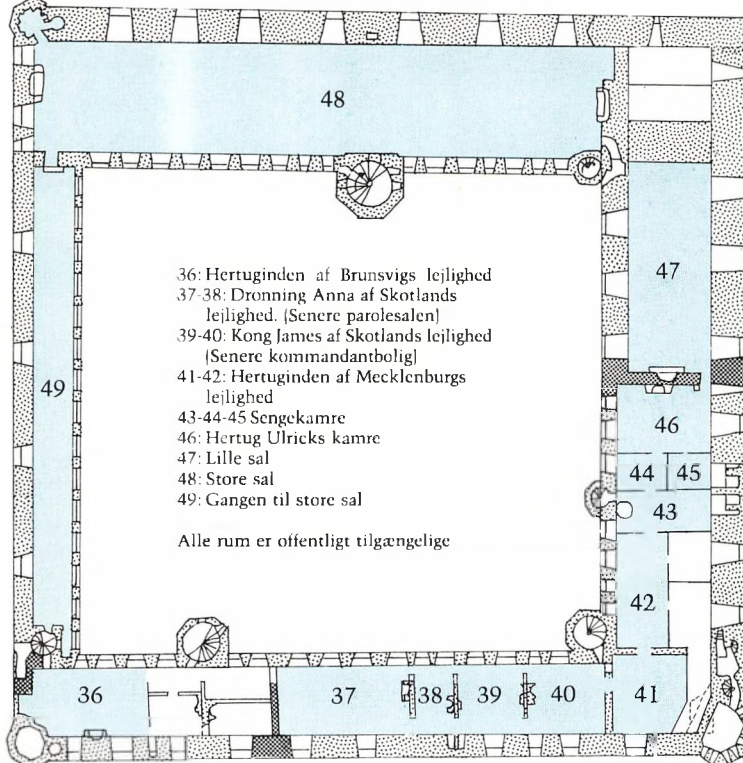 48
47
36: Hertuginden af Brunsvigs lejlighed
37-38: Dronning Anna af Skotlands
lejlighed. (Senere parolesalen)
39-40: Kong James af Skotlands lejlighed
(Senere kommandantbolig)
41-42: Hertuginden af Mecklenburgs
lejlighed
43-44-45 Sengekamre
46: Hertug Ulricks kamre
47: Lille sal
48: Store sal
49: Gangen til store sal
Alle rum er offentligt tilgængelige
49
46
44 45
43
42
36 37 38 39 40 41